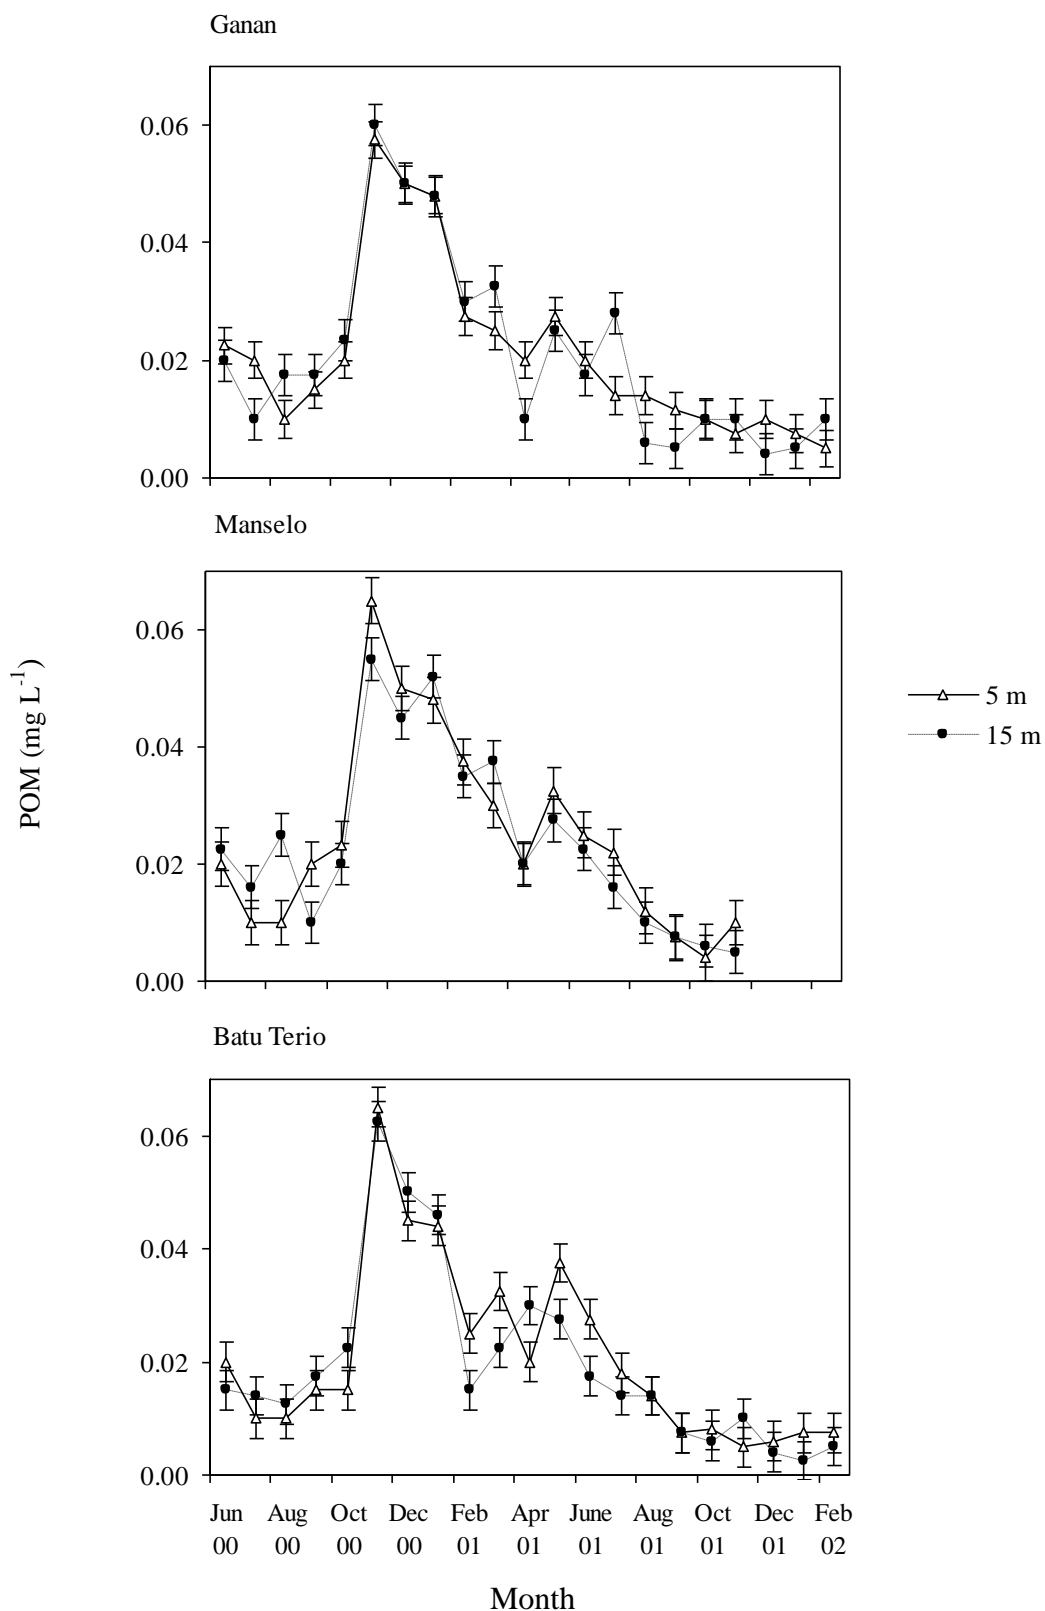 Ganan
0.06
0.04
0.02
0.00
Manselo
0.06
0.04
0.02
0.00
POM (mg L-1)
5 m
15 m
Batu Terio
0.06
0.04
0.02
0.00
Jun Aug Oct Dec Feb Apr June Aug Oct Dec Feb
00 00 00 00 01 01 01 01 01 01 02
Month